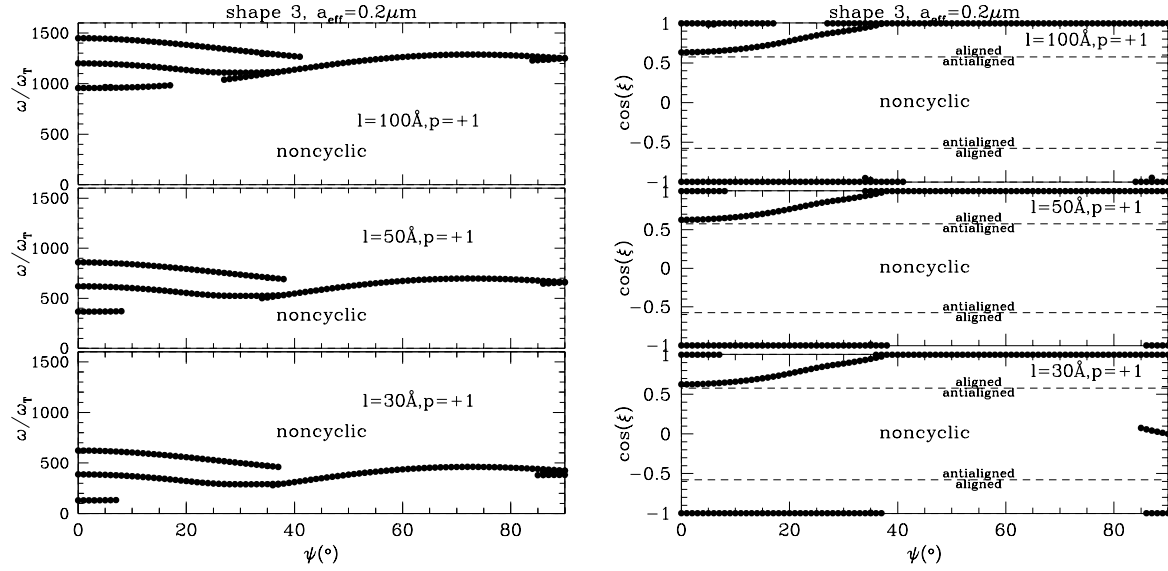 shape 3, a_eff=0.2μm
1500
1000
500
0
ω/ω_T
l=100Å,p=+1
noncyclic
1500
1000
500
0
ω/ω_T
l=50Å,p=+1
noncyclic
1500
1000
500
0
ω/ω_T
l=30Å,p=+1
noncyclic
0 20 40 60 80
ψ(°)
shape 3, a_eff=0.2μm
1
0.5
0
−0.5
−1
cos(ξ)
l=100Å,p=+1
aligned
antialigned
noncyclic
antialigned
aligned
1
0.5
0
−0.5
−1
cos(ξ)
l=50Å,p=+1
aligned
antialigned
noncyclic
antialigned
aligned
1
0.5
0
−0.5
−1
cos(ξ)
l=30Å,p=+1
aligned
antialigned
noncyclic
antialigned
aligned
0 20 40 60 80
ψ(°)